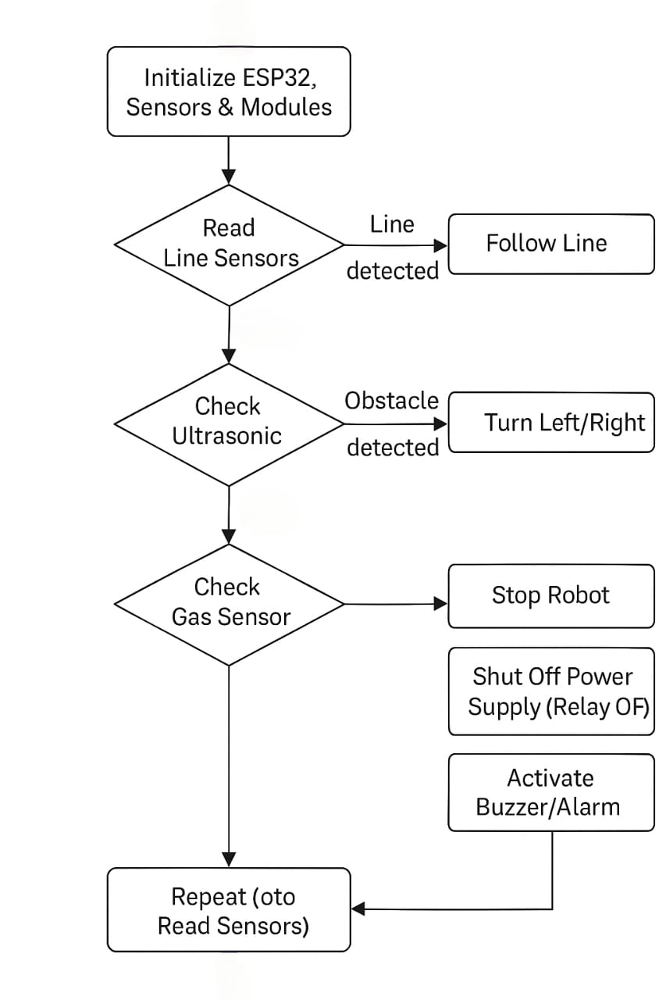 Initialize ESP32,
Sensors & Modules
Read
Line Sensors
Line
detected
Follow Line
Check
Ultrasonic
Obstacle
detected
Turn Left/Right
Check
Gas Sensor
Stop Robot
Shut Off Power
Supply (Relay OF)
Activate
Buzzer/Alarm
Repeat (oto
Read Sensors)